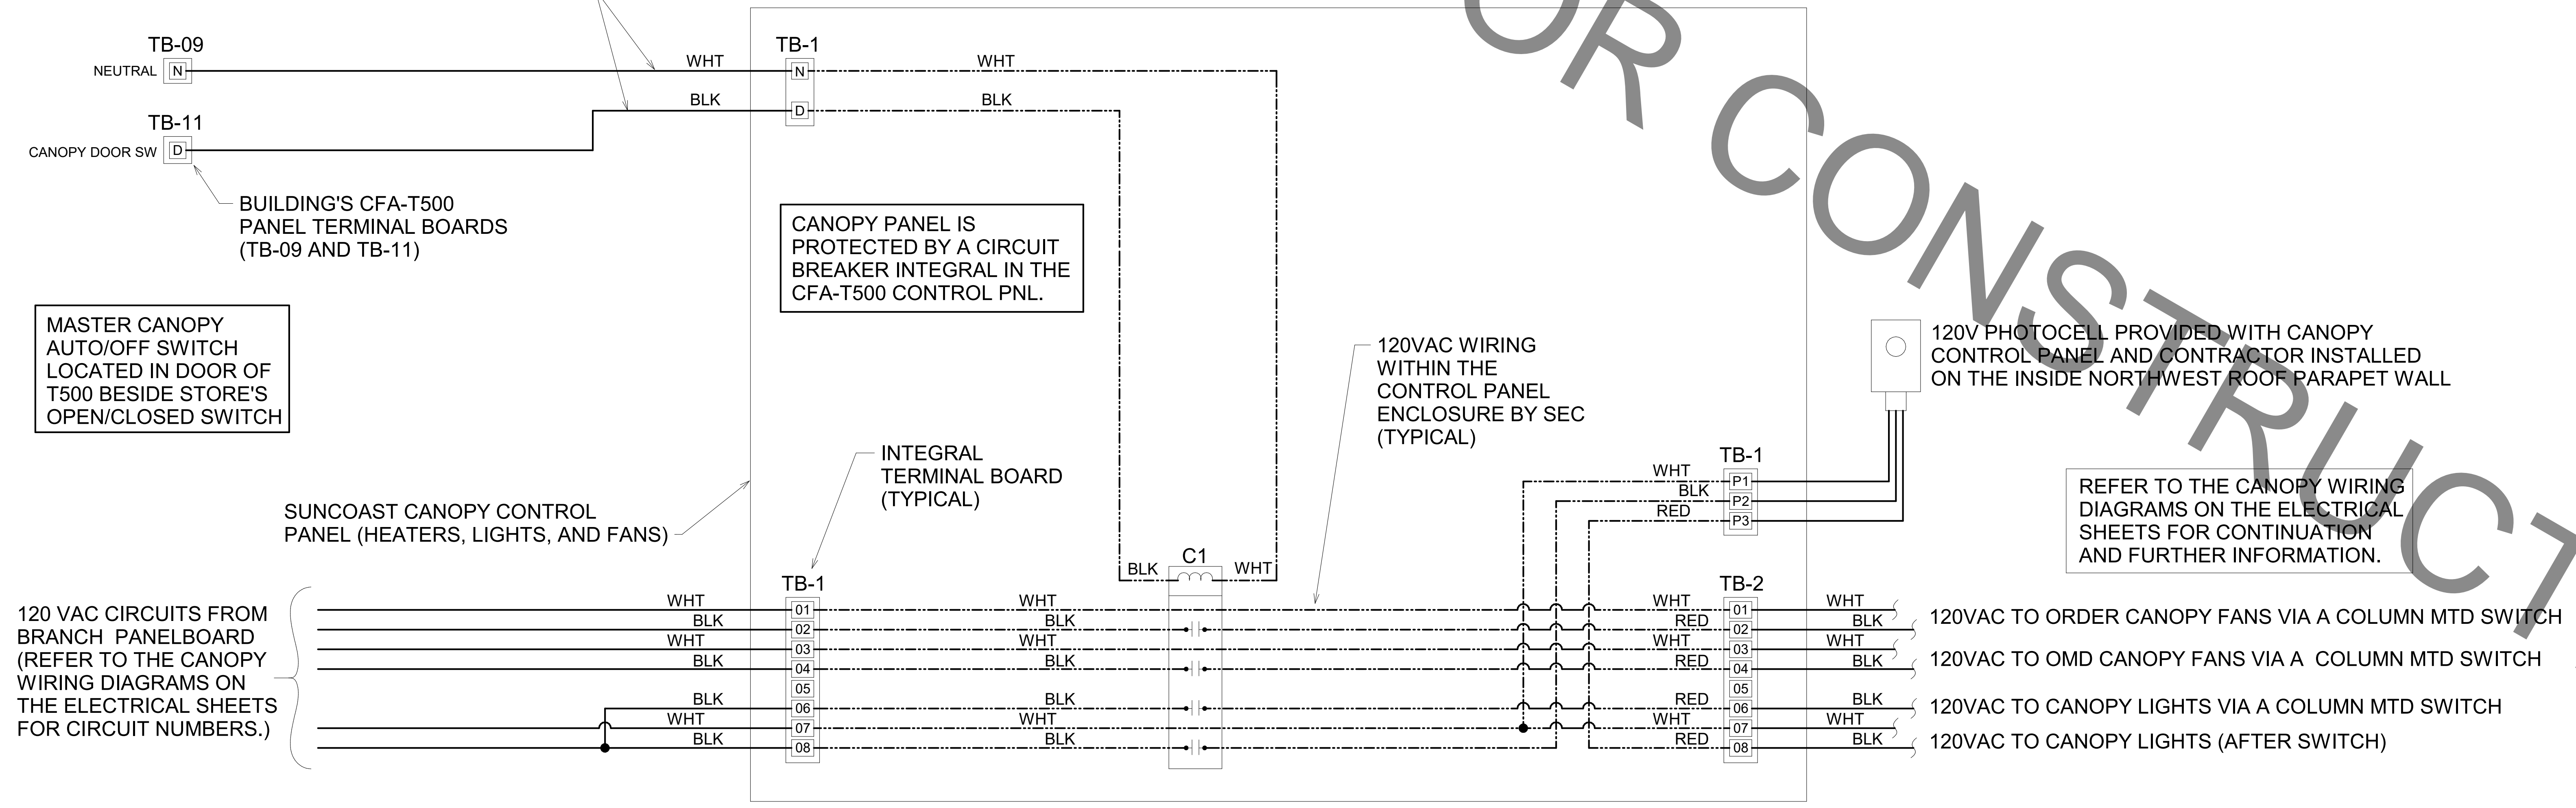 TB-09
NEUTRAL
N
WHT
TB-1
N
WHT
BLK
D
BLK
TB-11
CANOPY DOOR SW
D
BUILDING'S CFA-T500
PANEL TERMINAL BOARDS
(TB-09 AND TB-11)
CANOPY PANEL IS
PROTECTED BY A CIRCUIT
BREAKER INTEGRAL IN THE
CFA-T500 CONTROL PNL.
MASTER CANOPY
AUTO/OFF SWITCH
LOCATED IN DOOR OF
T500 BESIDE STORE'S
OPEN/CLOSED SWITCH
120VAC WIRING
WITHIN THE
CONTROL PANEL
ENCLOSURE BY SEC
(TYPICAL)
120V PHOTOCELL PROVIDED WITH CANOPY
CONTROL PANEL AND CONTRACTOR INSTALLED
ON THE INSIDE NORTHWEST ROOF PARAPET WALL
INTEGRAL
TERMINAL BOARD
(TYPICAL)
SUNCOAST CANOPY CONTROL
PANEL (HEATERS, LIGHTS, AND FANS)
TB-1
WHT P1
BLK P2
RED P3
REFER TO THE CANOPY WIRING
DIAGRAMS ON THE ELECTRICAL
SHEETS FOR CONTINUATION
AND FURTHER INFORMATION.
C1
BLK
WHT
120 VAC CIRCUITS FROM
BRANCH PANELBOARD
(REFER TO THE CANOPY
WIRING DIAGRAMS ON
THE ELECTRICAL SHEETS
FOR CIRCUIT NUMBERS.)
TB-1
TB-2
WHT 01 WHT WHT 01 WHT
BLK 02 BLK RED 02 BLK
120VAC TO ORDER CANOPY FANS VIA A COLUMN MTD SWITCH
WHT 03 WHT WHT 03 WHT
BLK 04 BLK RED 04 BLK
120VAC TO OMD CANOPY FANS VIA A COLUMN MTD SWITCH
05 05
BLK 06 BLK RED 06 BLK
120VAC TO CANOPY LIGHTS VIA A COLUMN MTD SWITCH
WHT 07 WHT WHT 07 WHT
BLK 08 BLK RED 08 BLK
120VAC TO CANOPY LIGHTS (AFTER SWITCH)
OR CONSTRUCT